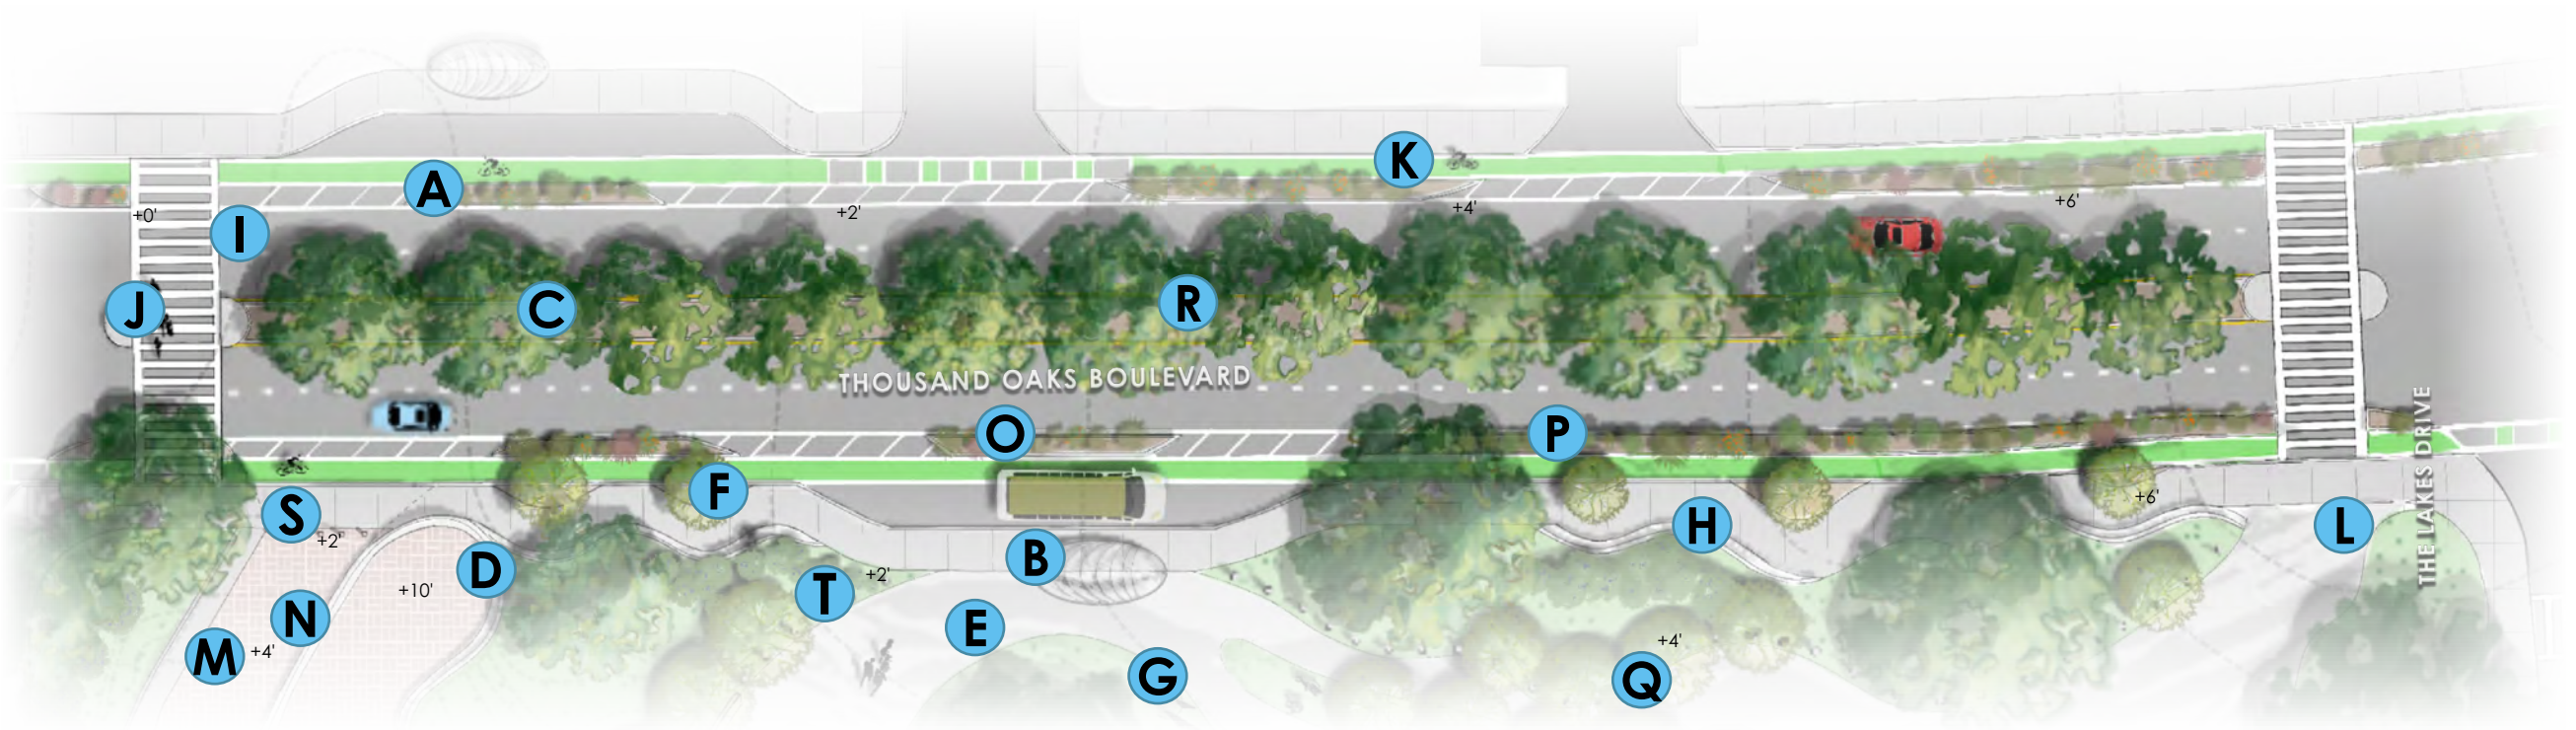 K
A
+0'
+2'
+4'
+6'
I
J
C
R
THOUSAND OAKS BOULEVARD
O
P
F
S
+2'
H
+6'
L
THE LAKES DRIVE
D
B
+10'
T
+2'
N
E
M
+4'
G
+4'
Q